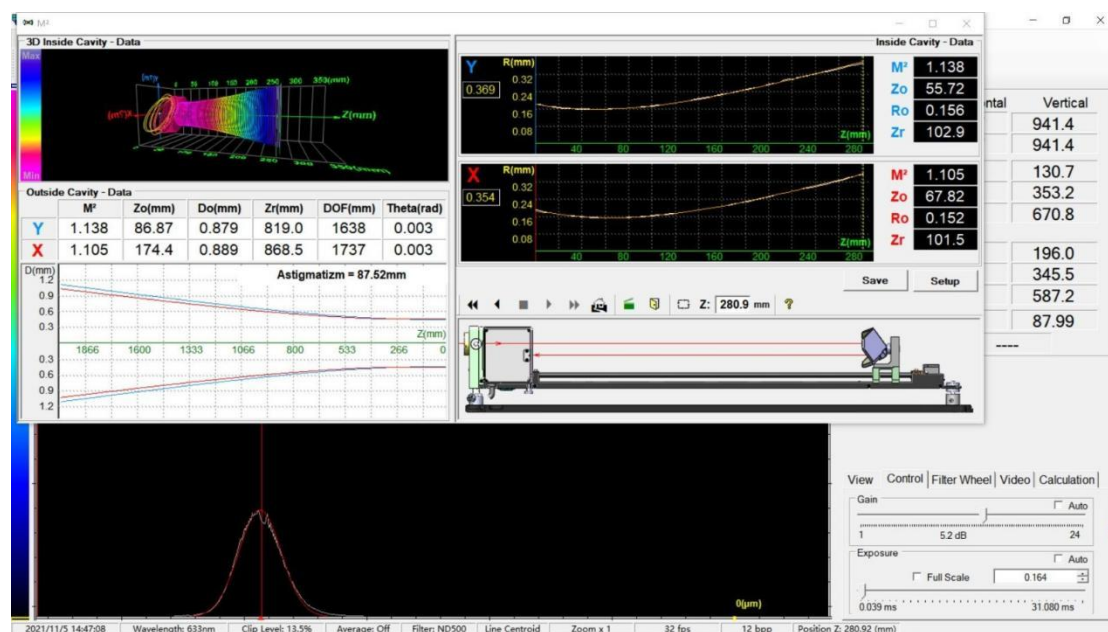 M²
3D Inside Cavity - Data
Max
Min
0 50 100 150 200 250 300 353(mm)
Z(mm)
Outside Cavity - Data
M² Zo(mm) Do(mm) Zr(mm) DOF(mm) Theta(rad)
Y 1.138 86.87 0.879 819.0 1638 0.003
X 1.105 174.4 0.889 868.5 1737 0.003
D(mm)
Astigmatizm = 87.52mm
1.2
0.9
0.6
0.3
Z(mm)
1866 1600 1333 1066 800 533 266 0
0.3
0.6
0.9
1.2
Inside Cavity - Data
Y R(mm)
0.369
0.32
0.24
0.16
0.08
Z(mm)
40 80 120 160 200 240 280
M² 1.138
Zo 55.72
Ro 0.156
Zr 102.9
X R(mm)
0.354
0.32
0.24
0.16
0.08
Z(mm)
40 80 120 160 200 240 280
M² 1.105
Zo 67.82
Ro 0.152
Zr 101.5
Save Setup
Z: 280.9 mm ?
ntal Vertical
941.4
941.4
130.7
353.2
670.8
196.0
345.5
587.2
87.99
----
0(µm)
View Control Filter Wheel Video Calculation
Gain
Auto
1 5.2 dB 24
Exposure
Auto
Full Scale 0.164
0.039 ms 31.080 ms
2021/11/5 14:47:08 Wavelength: 633nm Clip Level: 13.5% Average: Off Filter: ND500 Line Centroid Zoom x 1 32 fps 12 bpp Position Z: 280.92 (mm)